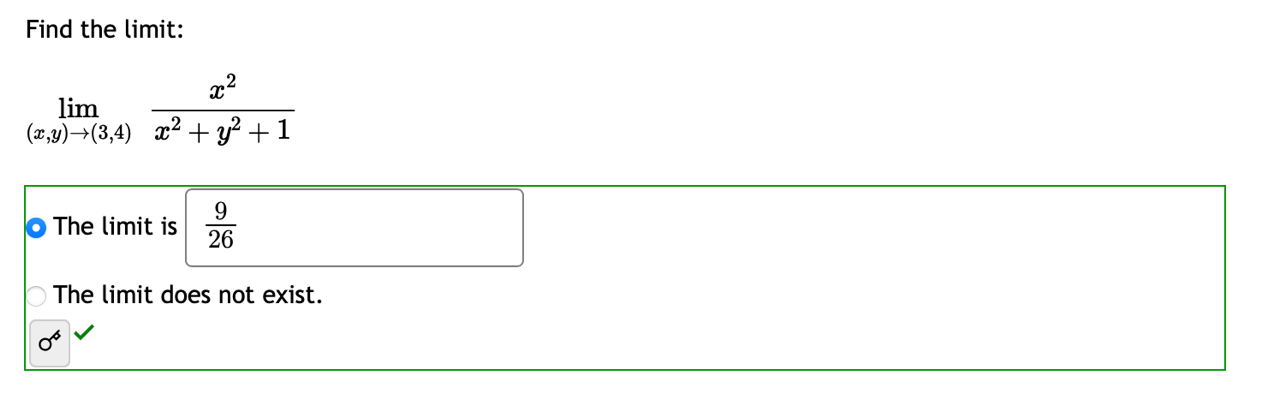 Find the limit:
lim (x,y)→(3,4) x² / (x² + y² + 1)
The limit is 9/26
The limit does not exist.